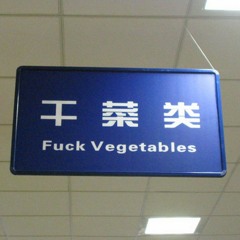 干菜类
Fuck Vegetables